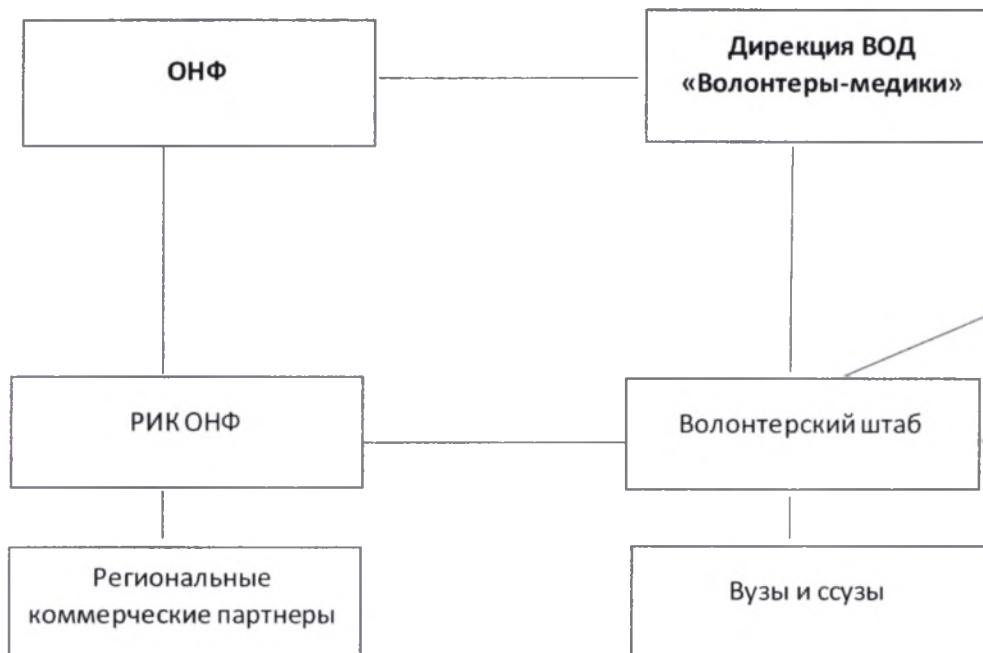 ОНФ
Дирекция ВОД
«Волонтеры-медики»
РИК ОНФ
Волонтерский штаб
Региональные
коммерческие партнеры
Вузы и ссузы